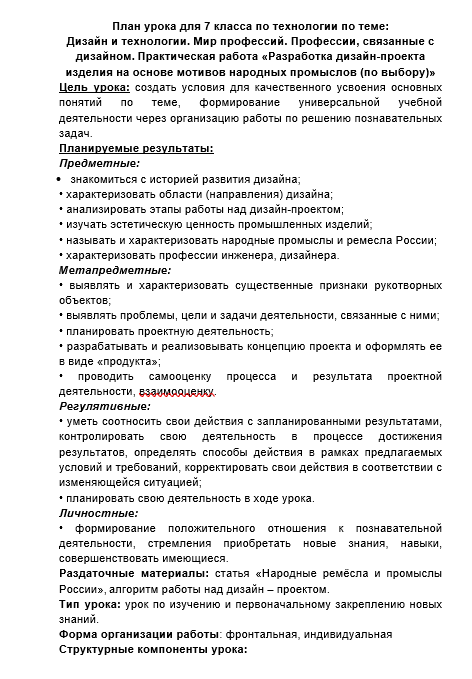 План урока для 7 класса по технологии по теме:
Дизайн и технологии. Мир профессий. Профессии, связанные с
дизайном. Практическая работа «Разработка дизайн-проекта
изделия на основе мотивов народных промыслов (по выбору)»
Цель урока: создать условия для качественного усвоения основных
понятий по теме, формирование универсальной учебной
деятельности через организацию работы по решению познавательных
задач.
Планируемые результаты:
Предметные:
• знакомиться с историей развития дизайна;
• характеризовать области (направления) дизайна;
• анализировать этапы работы над дизайн-проектом;
• изучать эстетическую ценность промышленных изделий;
• называть и характеризовать народные промыслы и ремесла России;
• характеризовать профессии инженера, дизайнера.
Метапредметные:
• выявлять и характеризовать существенные признаки рукотворных
объектов;
• выявлять проблемы, цели и задачи деятельности, связанные с ними;
• планировать проектную деятельность;
• разрабатывать и реализовывать концепцию проекта и оформлять ее
в виде «продукта»;
• проводить самооценку процесса и результата проектной
деятельности, взаимооценку.
Регулятивные:
• уметь соотносить свои действия с запланированными результатами,
контролировать свою деятельность в процессе достижения
результатов, определять способы действия в рамках предлагаемых
условий и требований, корректировать свои действия в соответствии с
изменяющейся ситуацией;
• планировать свою деятельность в ходе урока.
Личностные:
• формирование положительного отношения к познавательной
деятельности, стремления приобретать новые знания, навыки,
совершенствовать имеющиеся.
Раздаточные материалы: статья «Народные ремёсла и промыслы
России», алгоритм работы над дизайн – проектом.
Тип урока: урок по изучению и первоначальному закреплению новых
знаний.
Форма организации работы: фронтальная, индивидуальная
Структурные компоненты урока: